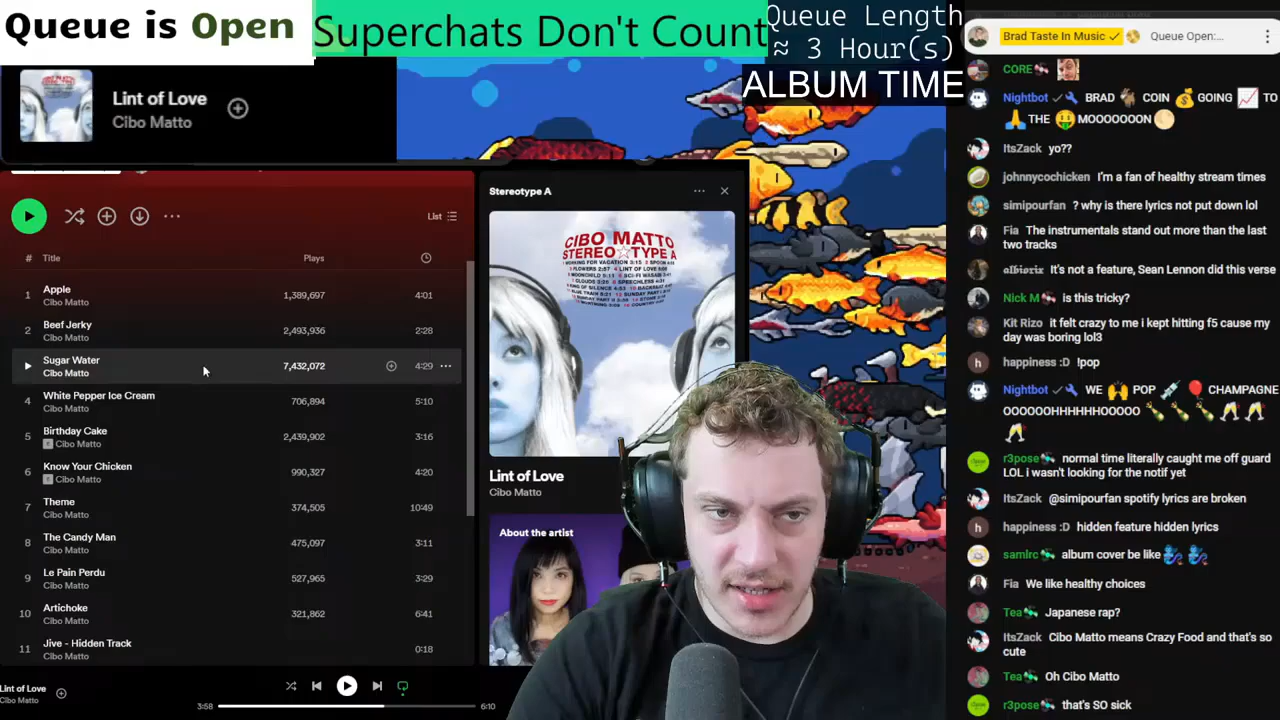 Queue is Open
Superchats Don't Count
Queue Length
≈ 3 Hour(s)
ALBUM TIME
Lint of Love
Cibo Matto
List
# Title Plays
1 Apple 1,389,697 4:01
Cibo Matto
2 Beef Jerky 2,493,936 2:28
Cibo Matto
3 Sugar Water 7,432,072 4:29
Cibo Matto
4 White Pepper Ice Cream 706,894 5:10
Cibo Matto
5 Birthday Cake 2,439,902 3:16
E Cibo Matto
6 Know Your Chicken 990,327 4:20
E Cibo Matto
7 Theme 374,505 10:49
Cibo Matto
8 The Candy Man 475,097 3:11
Cibo Matto
9 Le Pain Perdu 527,965 3:29
Cibo Matto
10 Artichoke 321,862 6:41
Cibo Matto
11 Jive - Hidden Track 0:18
Cibo Matto
Stereotype A
CIBO MATTO
STEREO☆TYPE A
Lint of Love
Cibo Matto
About the artist
Lint of Love
Cibo Matto
3:58
6:10
Brad Taste In Music Queue Open:...
CORE
Nightbot BRAD COIN GOING TO
THE MOOOOOOON
ItsZack yo??
johnnycochicken I'm a fan of healthy stream times
simipourfan ? why is there lyrics not put down lol
Fia The instrumentals stand out more than the last
two tracks
It's not a feature, Sean Lennon did this verse
Nick M is this tricky?
Kit Rizo it felt crazy to me i kept hitting f5 cause my
day was boring lol3
happiness :D !pop
Nightbot WE POP CHAMPAGNE
OOOOOOHHHHHHOOOOO
r3pose normal time literally caught me off guard
LOL i wasn't looking for the notif yet
ItsZack @simipourfan spotify lyrics are broken
happiness :D hidden feature hidden lyrics
samlrc album cover be like
Fia We like healthy choices
Tea Japanese rap?
ItsZack Cibo Matto means Crazy Food and that's so
cute
Tea Oh Cibo Matto
r3pose that's SO sick